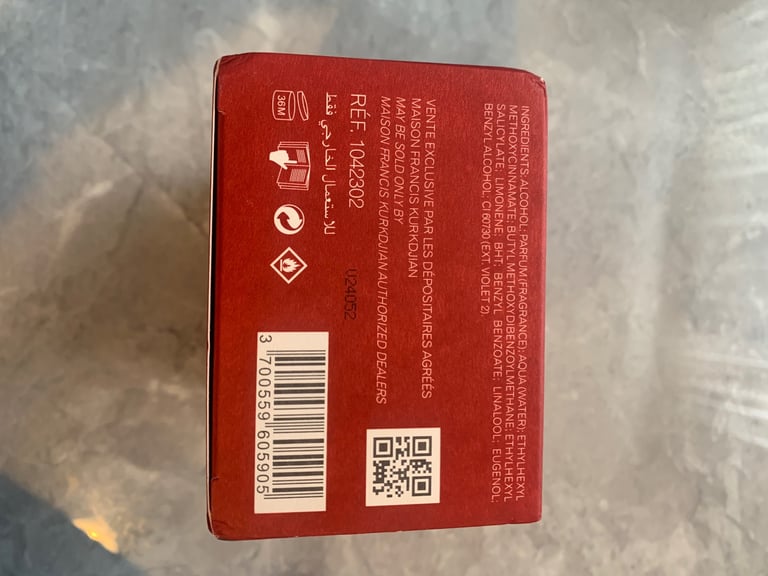 INGREDIENTS: ALCOHOL; PARFUM (FRAGRANCE); AQUA (WATER); ETHYLHEXYL
METHOXYCINNAMATE; BUTYL METHOXYDIBENZOYLMETHANE; ETHYLHEXYL
SALICYLATE; LIMONENE; BHT; BENZYL BENZOATE; LINALOOL; EUGENOL;
BENZYL ALCOHOL; CI 60730 (EXT. VIOLET 2).
VENTE EXCLUSIVE PAR LES DÉPOSITAIRES AGRÉÉS
MAISON FRANCIS KURKDJIAN
MAY BE SOLD ONLY BY
MAISON FRANCIS KURKDJIAN AUTHORIZED DEALERS
RÉF. 1042302
U24052
للاستعمال الخارجي فقط
36M
3 700559 605905